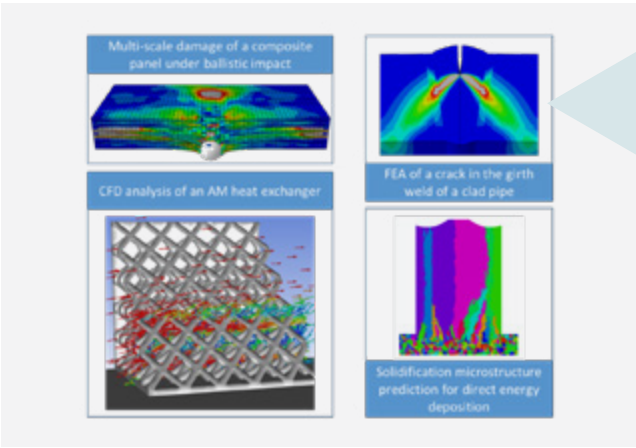 Multi-scale damage of a composite
panel under ballistic impact
FEA of a crack in the girth
weld of a clad pipe
CFD analysis of an AM heat exchanger
Solidification microstructure
prediction for direct energy
deposition